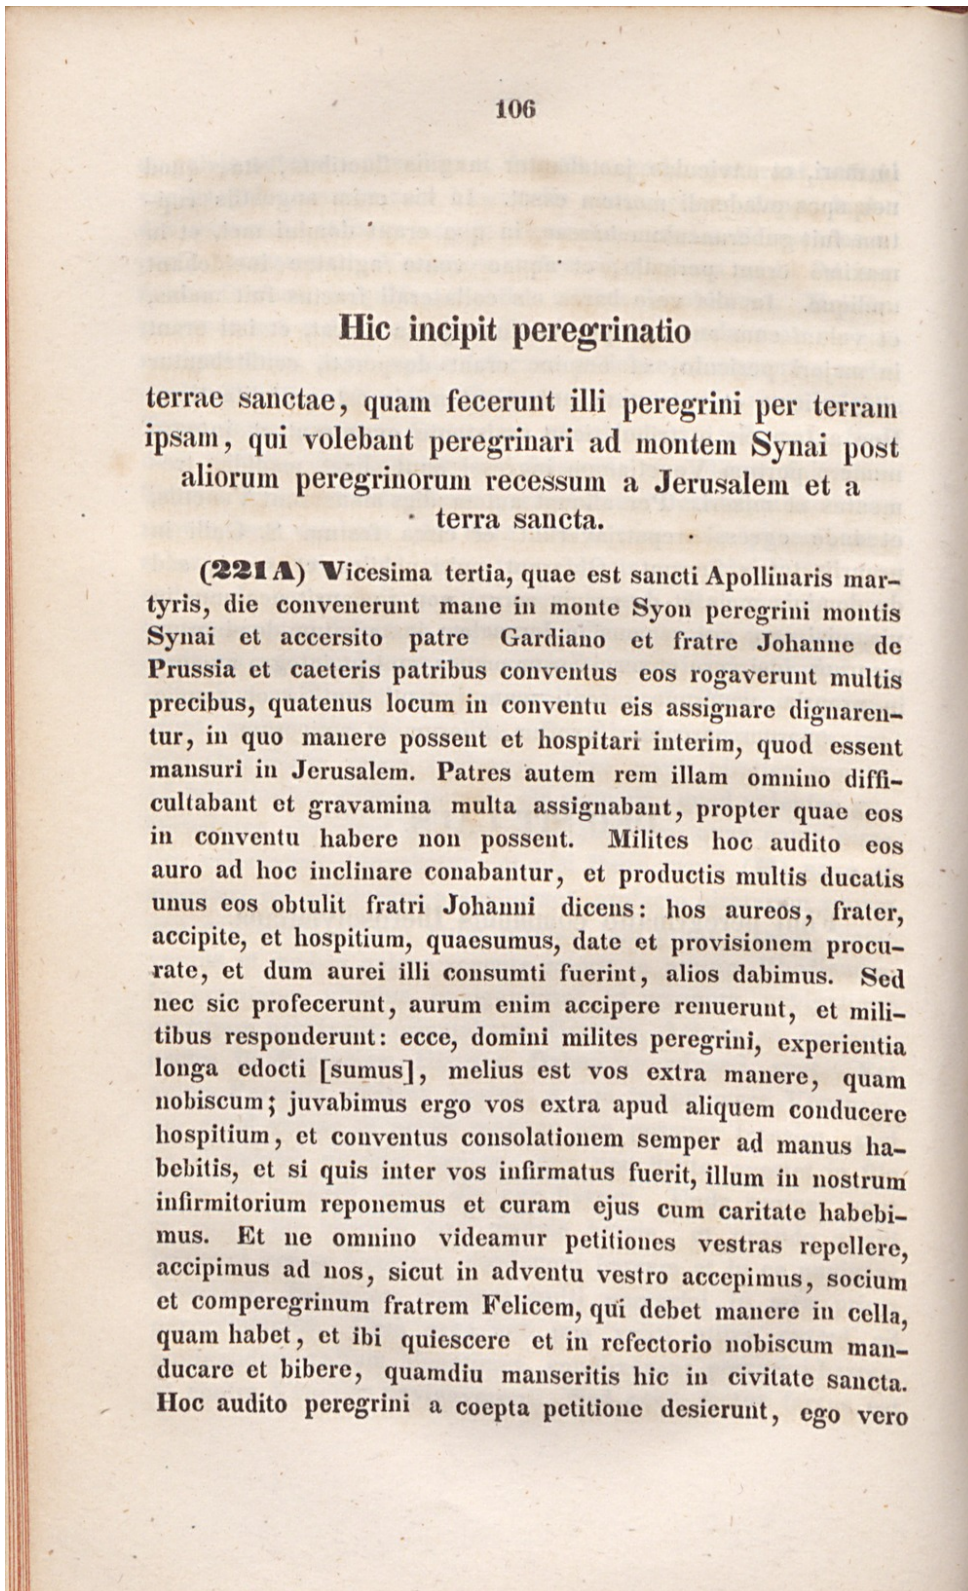 106
Hic incipit peregrinatio
terrae sanctae, quam fecerunt illi peregrini per terram
ipsam, qui volebant peregrinari ad montem Synai post
aliorum peregrinorum recessum a Jerusalem et a
terra sancta.
(221 A) Vicesima tertia, quae est sancti Apollinaris mar-
tyris, die convenerunt mane in monte Syon peregrini montis
Synai et accersito patre Gardiano et fratre Johanne de
Prussia et caeteris patribus conventus eos rogaverunt multis
precibus, quatenus locum in conventu eis assignare dignaren-
tur, in quo manere possent et hospitari interim, quod essent
mansuri in Jerusalem. Patres autem rem illam omnino diffi-
cultabant et gravamina multa assignabant, propter quae eos
in conventu habere non possent. Milites hoc audito eos
auro ad hoc inclinare conabantur, et productis multis ducatis
unus eos obtulit fratri Johanni dicens: hos aureos, frater,
accipite, et hospitium, quaesumus, date et provisionem procu-
rate, et dum aurei illi consumti fuerint, alios dabimus. Sed
nec sic profecerunt, aurum enim accipere renuerunt, et mili-
tibus responderunt: ecce, domini milites peregrini, experientia
longa edocti [sumus], melius est vos extra manere, quam
nobiscum; juvabimus ergo vos extra apud aliquem conducere
hospitium, et conventus consolationem semper ad manus ha-
bebitis, et si quis inter vos infirmatus fuerit, illum in nostrum
infirmitorium reponemus et curam ejus cum caritate habebi-
mus. Et ne omnino videamur petitiones vestras repellere,
accipimus ad nos, sicut in adventu vestro accepimus, socium
et comperegrinum fratrem Felicem, qui debet manere in cella,
quam habet, et ibi quiescere et in refectorio nobiscum man-
ducare et bibere, quamdiu manseritis hic in civitate sancta.
Hoc audito peregrini a coepta petitione desierunt, ego vero